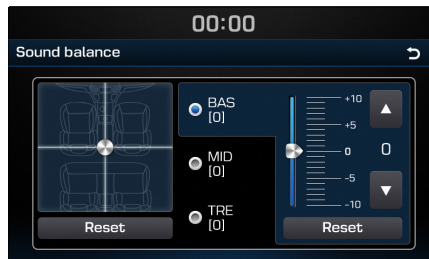 00:00
Sound balance
BAS
[0]
MID
[0]
TRE
[0]
+10
+5
0
-5
-10
0
Reset
Reset